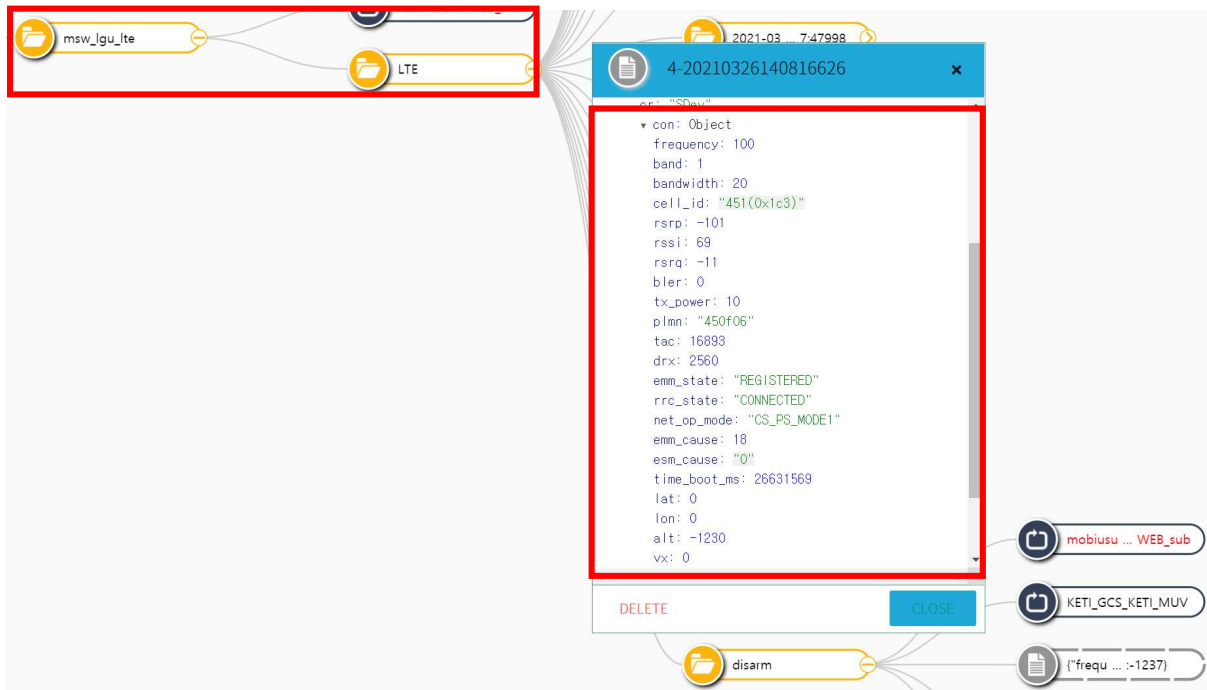 msw_lgu_lte
LTE
2021-03 ... 7:47998
4-20210326140816626
×
cr: "SDev"
▾ con: Object
frequency: 100
band: 1
bandwidth: 20
cell_id: "451(0x1c3)"
rsrp: -101
rssi: 69
rsrq: -11
bler: 0
tx_power: 10
plmn: "450f06"
tac: 16893
drx: 2560
emm_state: "REGISTERED"
rrc_state: "CONNECTED"
net_op_mode: "CS_PS_MODE1"
emm_cause: 18
esm_cause: "0"
time_boot_ms: 26631569
lat: 0
lon: 0
alt: -1230
vx: 0
DELETE
CLOSE
mobiusu ... WEB_sub
KETI_GCS_KETI_MUV
disarm
{"frequ ... :-1237}